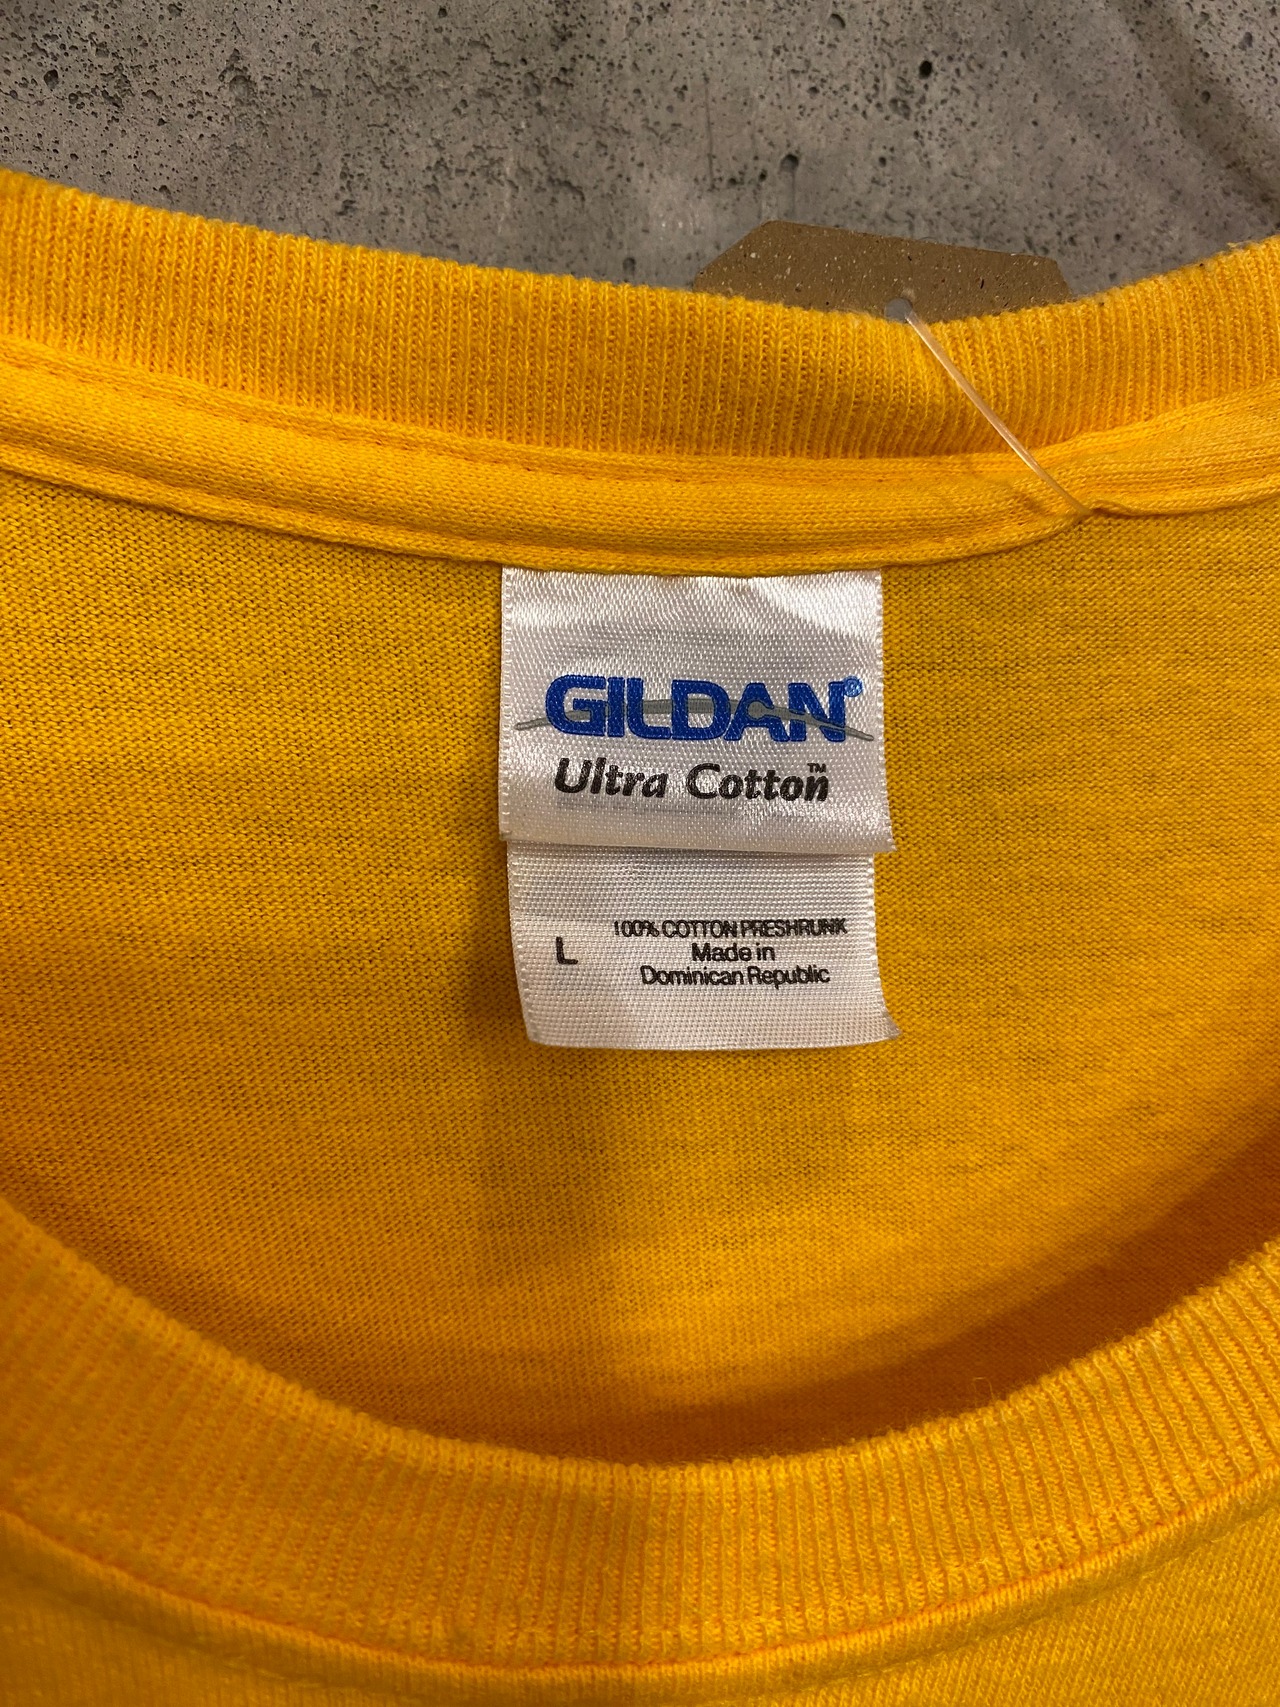 GILDAN®
Ultra Cotton™
100% COTTON PRESHRUNK
L
Made in
Dominican Republic